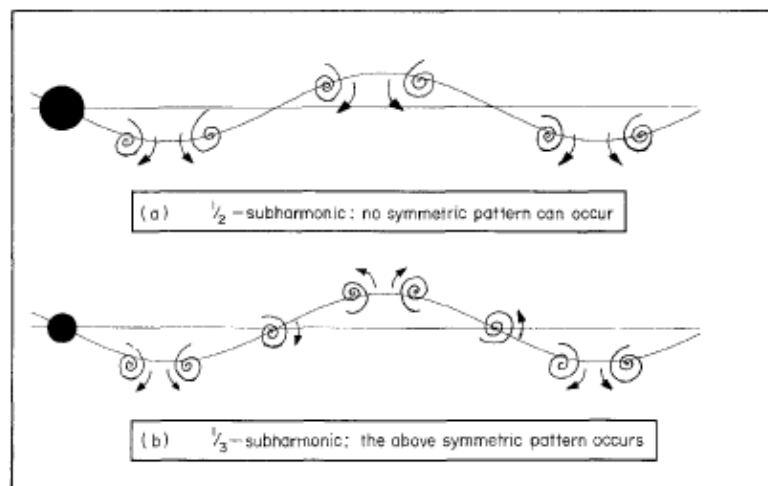 (a) ½-subharmonic: no symmetric pattern can occur
(b) ⅓-subharmonic: the above symmetric pattern occurs